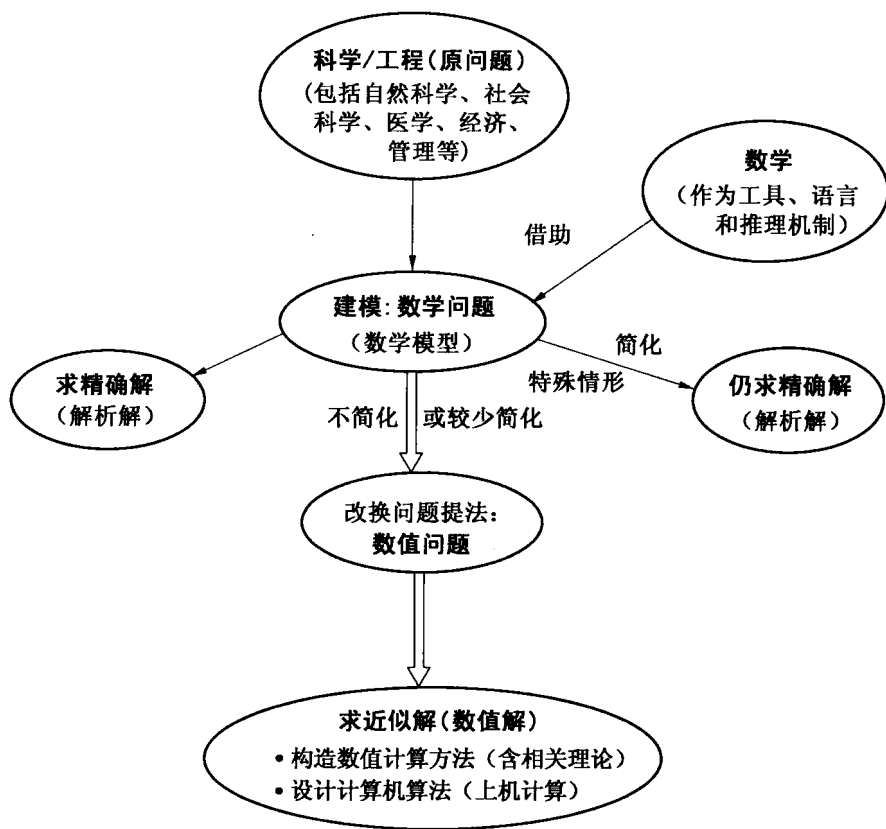 科学/工程(原问题)
(包括自然科学、社会
科学、医学、经济、
管理等)
数学
(作为工具、语言
和推理机制)
借助
建模:数学问题
(数学模型)
简化
特殊情形
求精确解
(解析解)
仍求精确解
(解析解)
不简化 或较少简化
改换问题提法:
数值问题
求近似解(数值解)
• 构造数值计算方法(含相关理论)
• 设计计算机算法(上机计算)